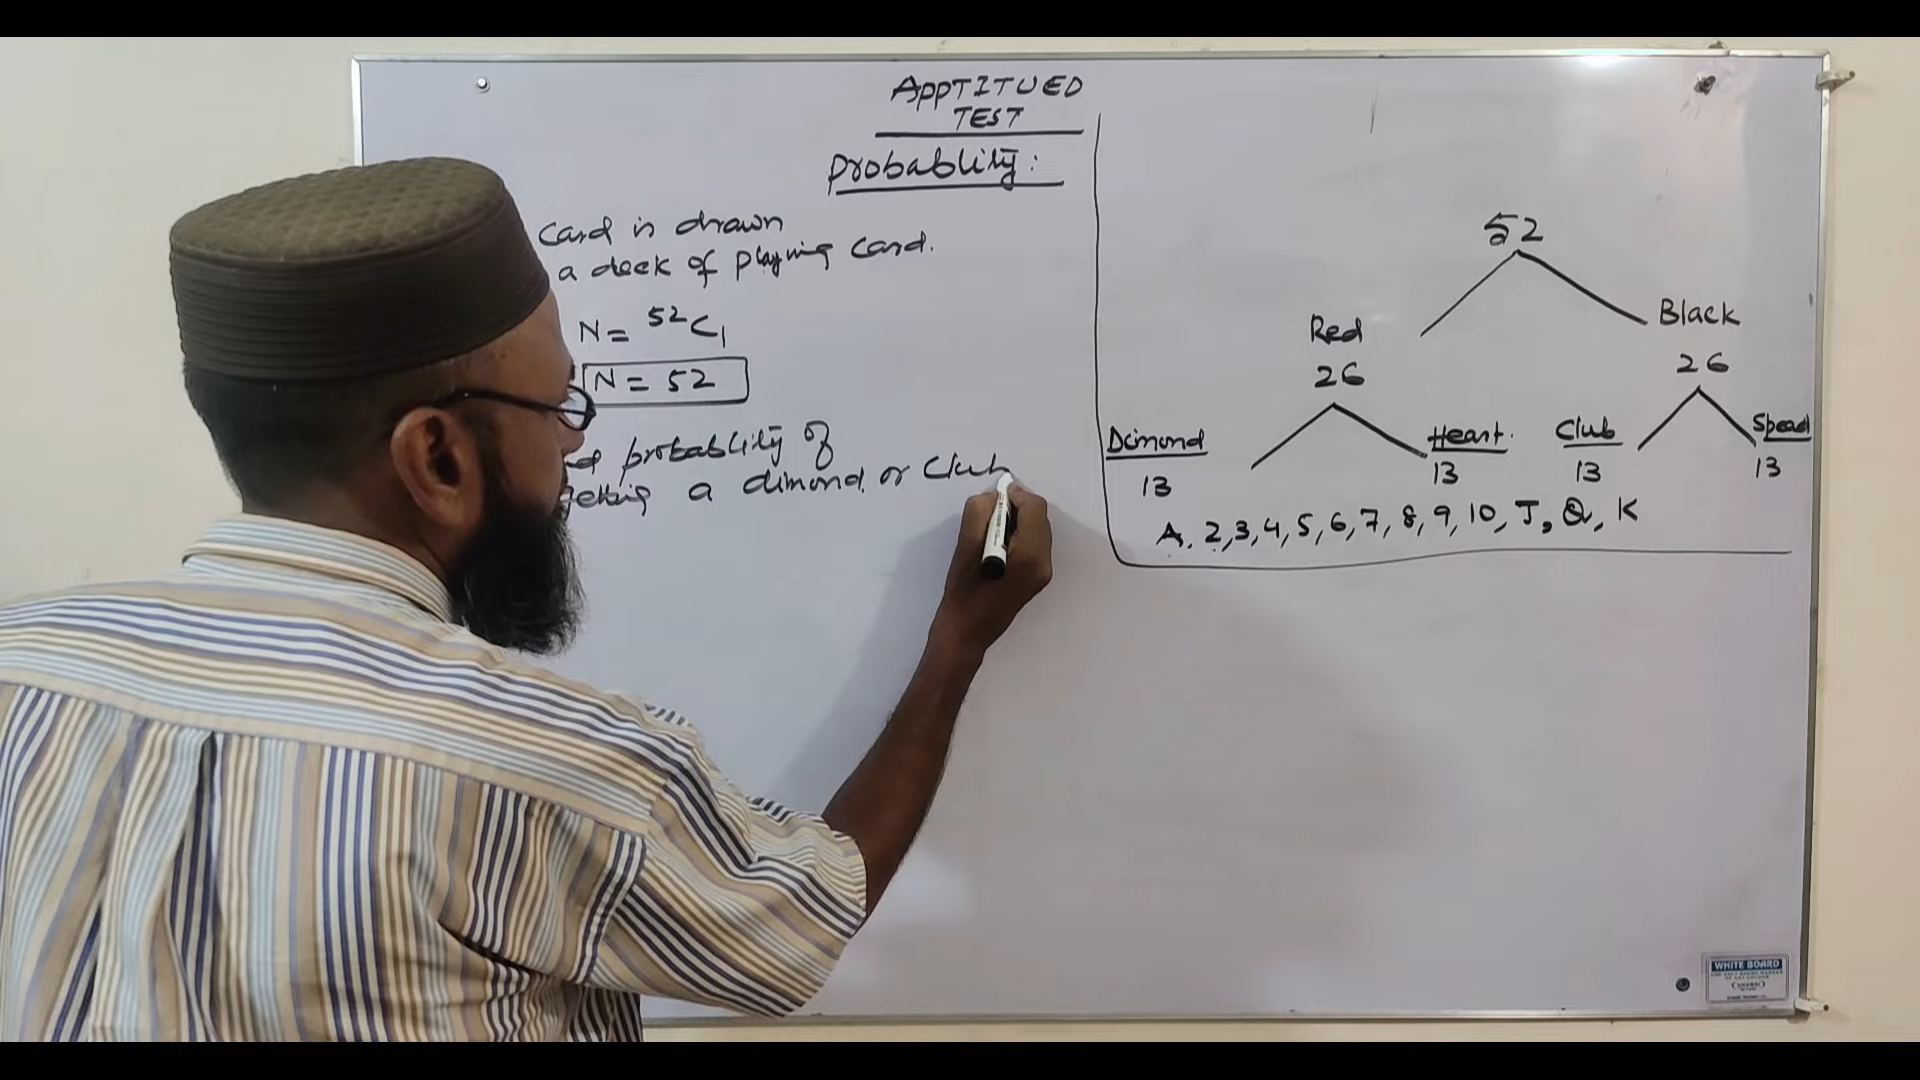 APPTITUED
TEST
Probablity:
card is drawn
a deck of playing card.
N = 52C1
N = 52
probablity of
getting a dimond or Club
52
Red
Black
26
26
Dimond
Heart.
Club
Spead
13
13
13
13
A, 2, 3, 4, 5, 6, 7, 8, 9, 10, J, Q, K
WHITE BOARD